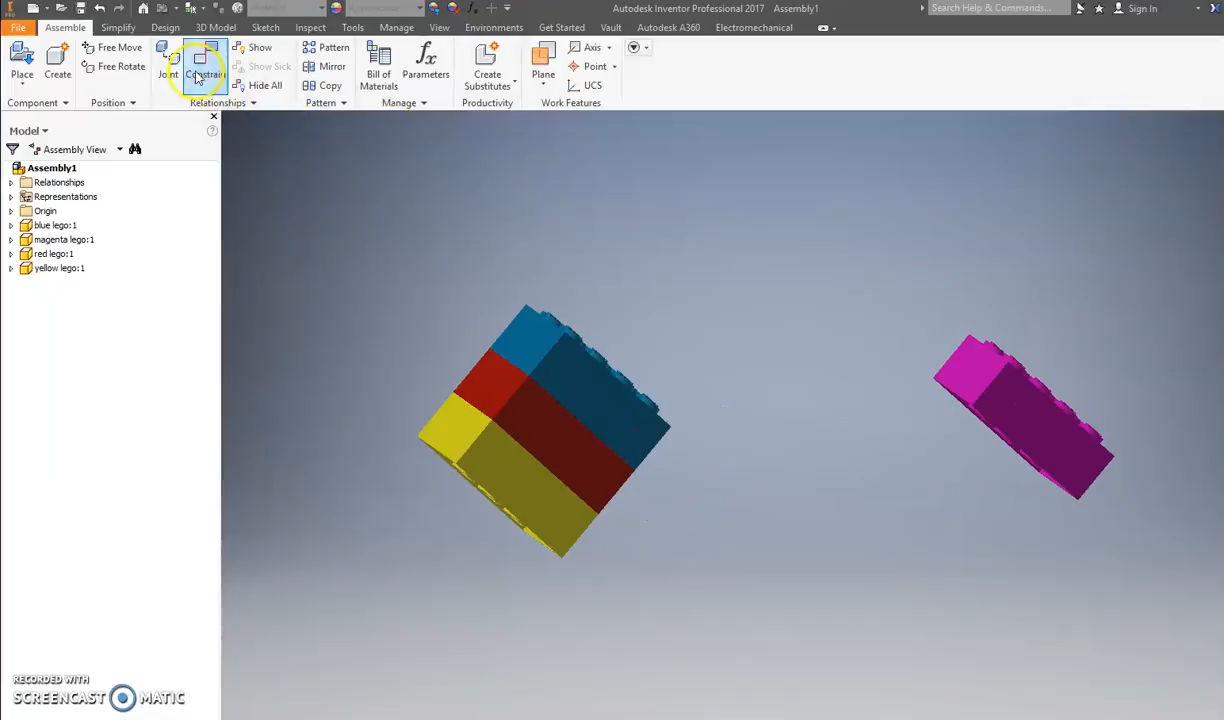 Autodesk Inventor Professional 2017 Assembly1
Search Help & Commands...
Sign In
File Assemble Simplify Design 3D Model Sketch Inspect Tools Manage View Environments Get Started Vault Autodesk A360 Electromechanical
Place
Create
Free Move
Free Rotate
Joint
Constrain
Show
Show Sick
Hide All
Pattern
Mirror
Copy
Bill of
Materials
Parameters
Create
Substitutes
Plane
Axis
Point
UCS
Component Position Relationships Pattern Manage Productivity Work Features
Model
Assembly View
Assembly1
Relationships
Representations
Origin
blue lego:1
magenta lego:1
red lego:1
yellow lego:1
RECORDED WITH
SCREENCAST MATIC